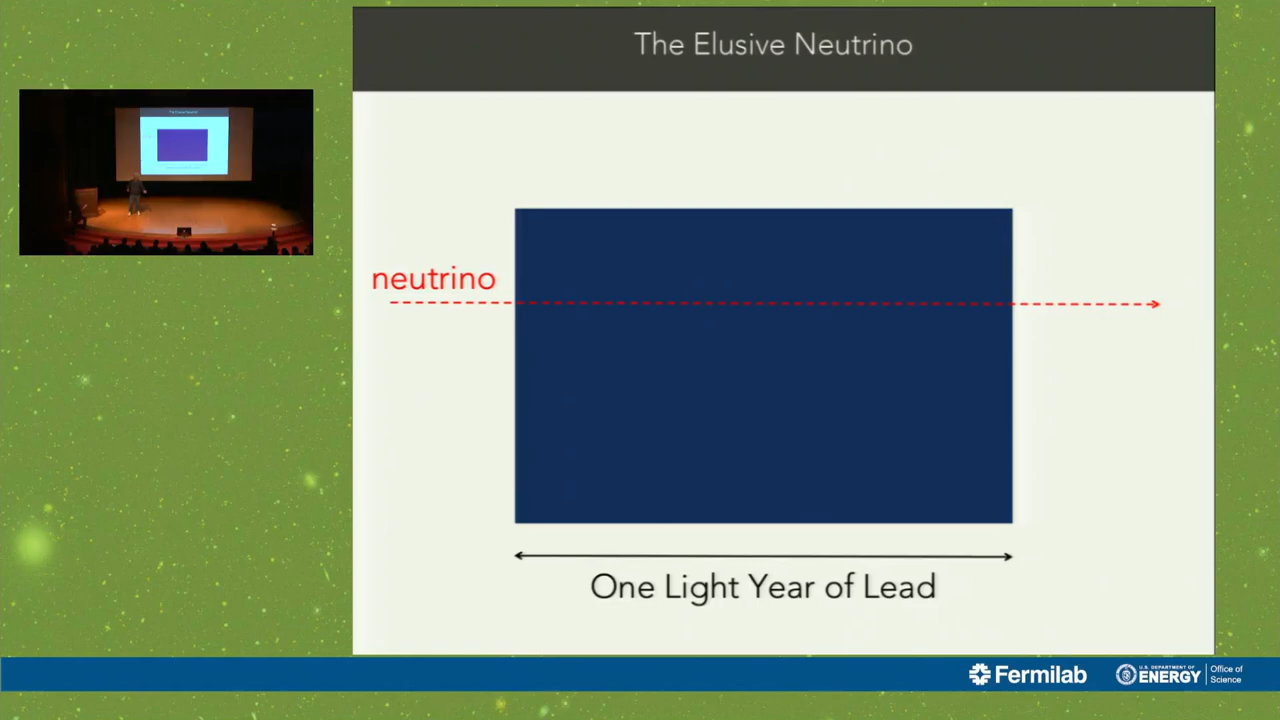 The Elusive Neutrino
neutrino
One Light Year of Lead
Fermilab
U.S. DEPARTMENT OF
ENERGY
Office of
Science